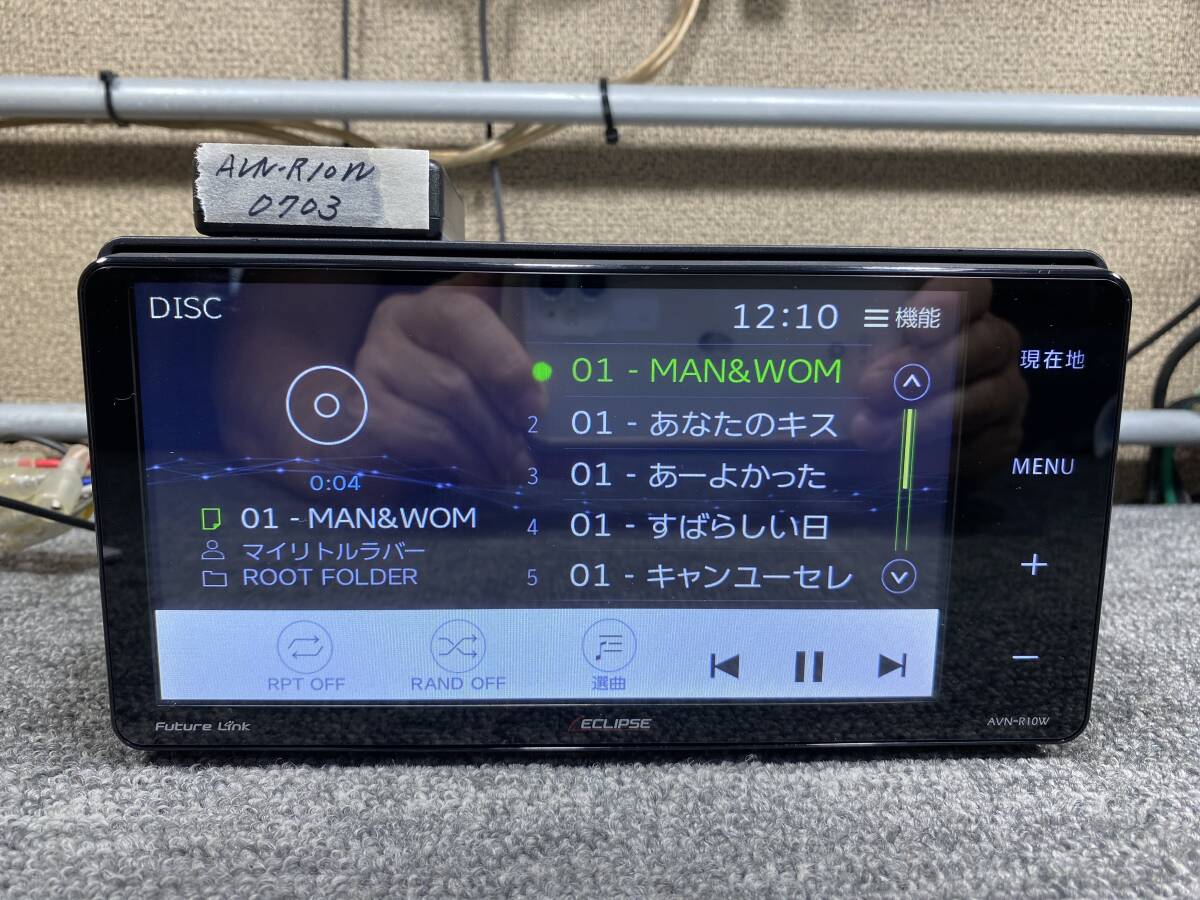 AVN-R10W
0703
DISC
12:10
機能
01 - MAN&WOM
2 01 - あなたのキス
3 01 - あーよかった
4 01 - すばらしい日
5 01 - キャンユーセレ
0:04
01 - MAN&WOM
マイリトルラバー
ROOT FOLDER
RPT OFF
RAND OFF
選曲
現在地
MENU
+
−
Future Link
ECLIPSE
AVN-R10W